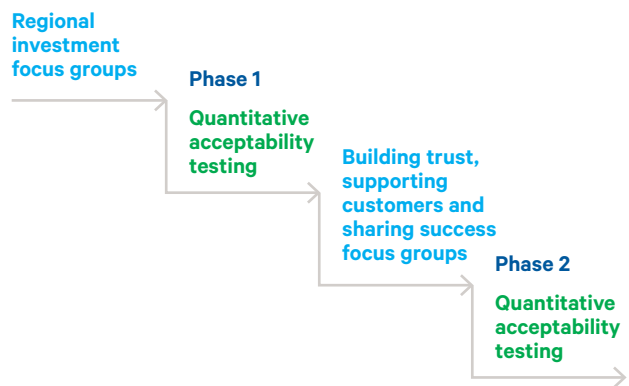 Regional
investment
focus groups
Phase 1
Quantitative
acceptability
testing
Building trust,
supporting
customers and
sharing success
focus groups
Phase 2
Quantitative
acceptability
testing